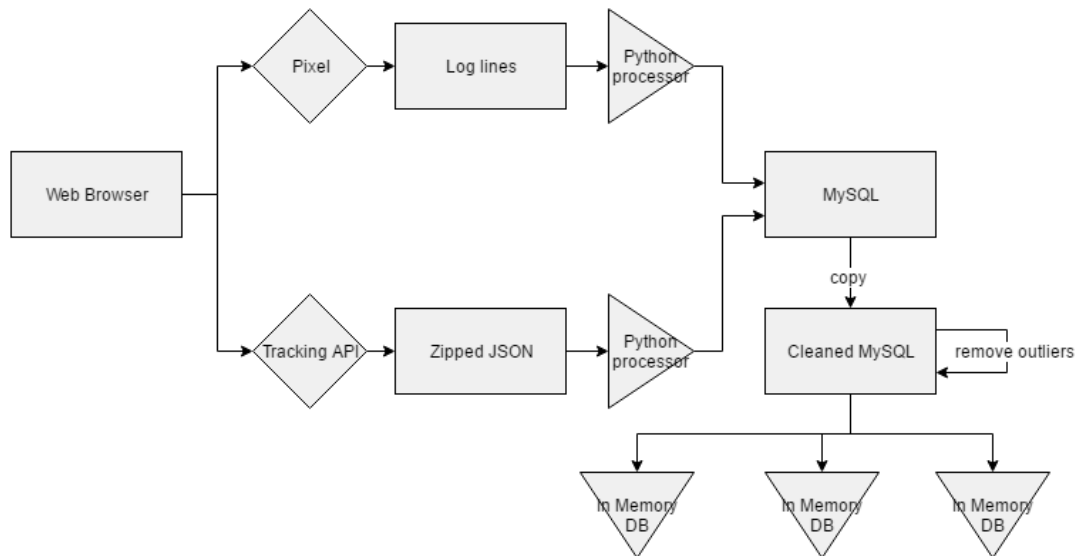 Pixel
Log lines
Python
processor
Web Browser
MySQL
copy
Tracking API
Zipped JSON
Python
processor
Cleaned MySQL
remove outliers
In Memory
DB
In Memory
DB
In Memory
DB